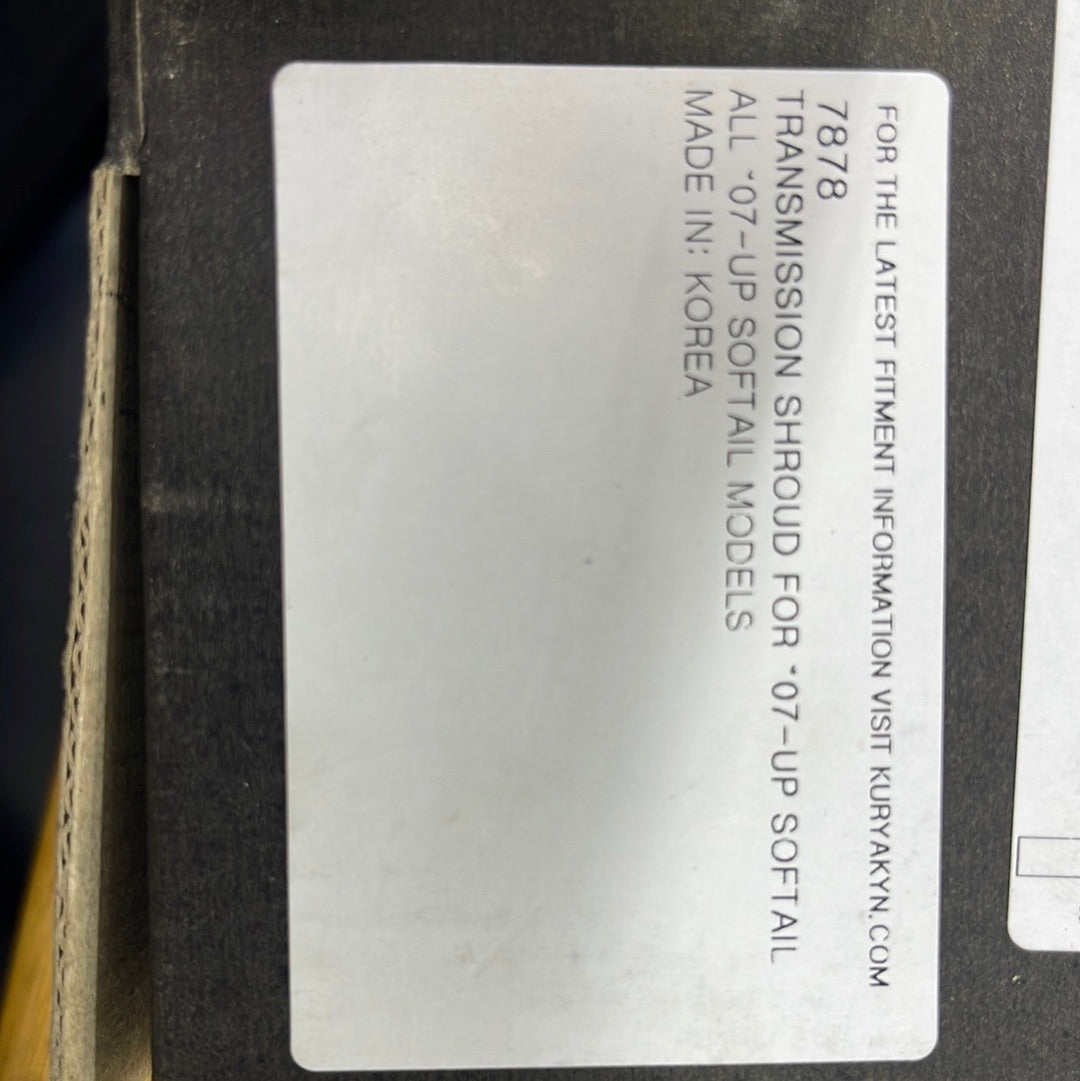 FOR THE LATEST FITMENT INFORMATION VISIT KURYAKYN.COM
7878
TRANSMISSION SHROUD FOR '07-UP SOFTAIL
ALL '07-UP SOFTAIL MODELS
MADE IN: KOREA